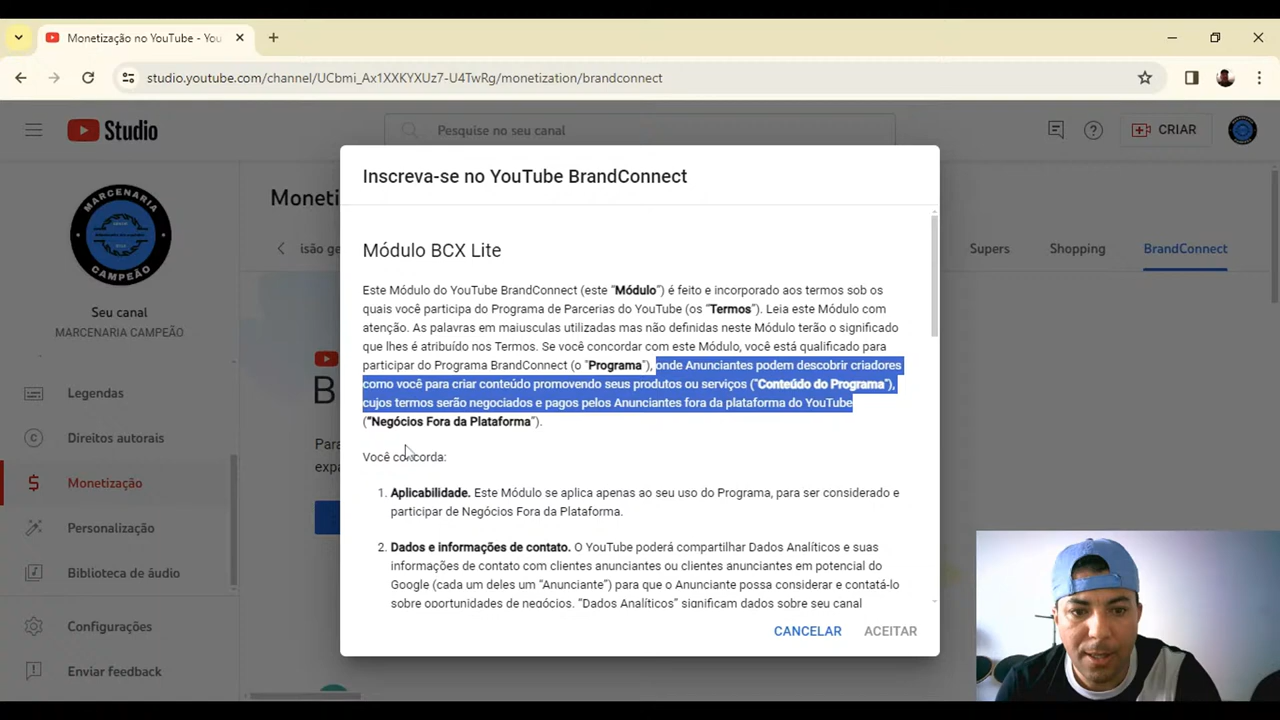 Monetização no YouTube - You
studio.youtube.com/channel/UCbmi_Ax1XXKYXUz7-U4TwRg/monetization/brandconnect
Studio
Pesquise no seu canal
CRIAR
MARCENARIA
CAMPEÃO
Seu canal
MARCENARIA CAMPEÃO
Legendas
Direitos autorais
Monetização
Personalização
Biblioteca de áudio
Configurações
Enviar feedback
Moneti
isão ge
Supers
Shopping
BrandConnect
B
Para
expa
Inscreva-se no YouTube BrandConnect
Módulo BCX Lite
Este Módulo do YouTube BrandConnect (este “Módulo”) é feito e incorporado aos termos sob os
quais você participa do Programa de Parcerias do YouTube (os “Termos”). Leia este Módulo com
atenção. As palavras em maiusculas utilizadas mas não definidas neste Módulo terão o significado
que lhes é atribuído nos Termos. Se você concordar com este Módulo, você está qualificado para
participar do Programa BrandConnect (o “Programa”), onde Anunciantes podem descobrir criadores
como você para criar conteúdo promovendo seus produtos ou serviços (“Conteúdo do Programa”),
cujos termos serão negociados e pagos pelos Anunciantes fora da plataforma do YouTube
(“Negócios Fora da Plataforma”).
Você concorda:
1. Aplicabilidade. Este Módulo se aplica apenas ao seu uso do Programa, para ser considerado e
participar de Negócios Fora da Plataforma.
2. Dados e informações de contato. O YouTube poderá compartilhar Dados Analíticos e suas
informações de contato com clientes anunciantes ou clientes anunciantes em potencial do
Google (cada um deles um “Anunciante”) para que o Anunciante possa considerar e contatá-lo
sobre oportunidades de negócios. “Dados Analíticos” significam dados sobre seu canal
CANCELAR
ACEITAR